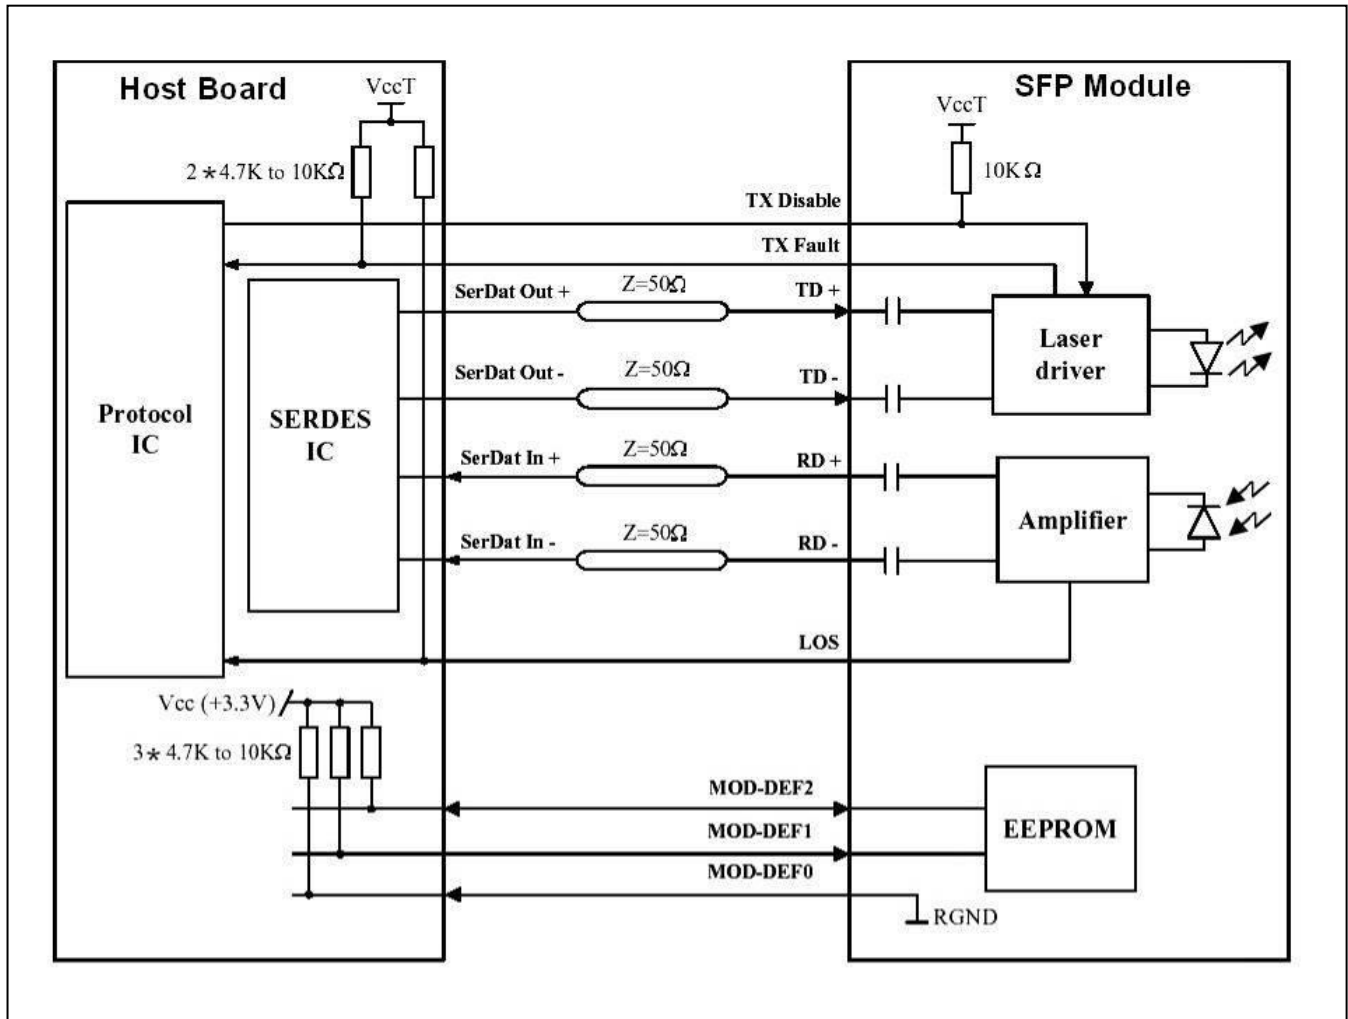 Host Board
SFP Module
VccT
VccT
2*4.7K to 10KΩ
10KΩ
TX Disable
TX Fault
SerDat Out +
Z=50Ω
TD +
Laser
driver
SerDat Out -
Z=50Ω
TD -
Protocol
IC
SERDES
IC
SerDat In +
Z=50Ω
RD +
Amplifier
SerDat In -
Z=50Ω
RD -
LOS
Vcc (+3.3V)
3* 4.7K to 10KΩ
MOD-DEF2
MOD-DEF1
EEPROM
MOD-DEF0
RGND